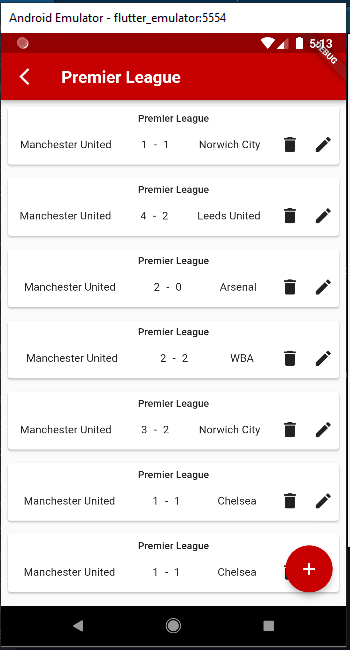 Android Emulator - flutter_emulator:5554
5:13
DEBUG
Premier League
Premier League
Manchester United 1 - 1 Norwich City
Premier League
Manchester United 4 - 2 Leeds United
Premier League
Manchester United 2 - 0 Arsenal
Premier League
Manchester United 2 - 2 WBA
Premier League
Manchester United 3 - 2 Norwich City
Premier League
Manchester United 1 - 1 Chelsea
Premier League
Manchester United 1 - 1 Chelsea
+